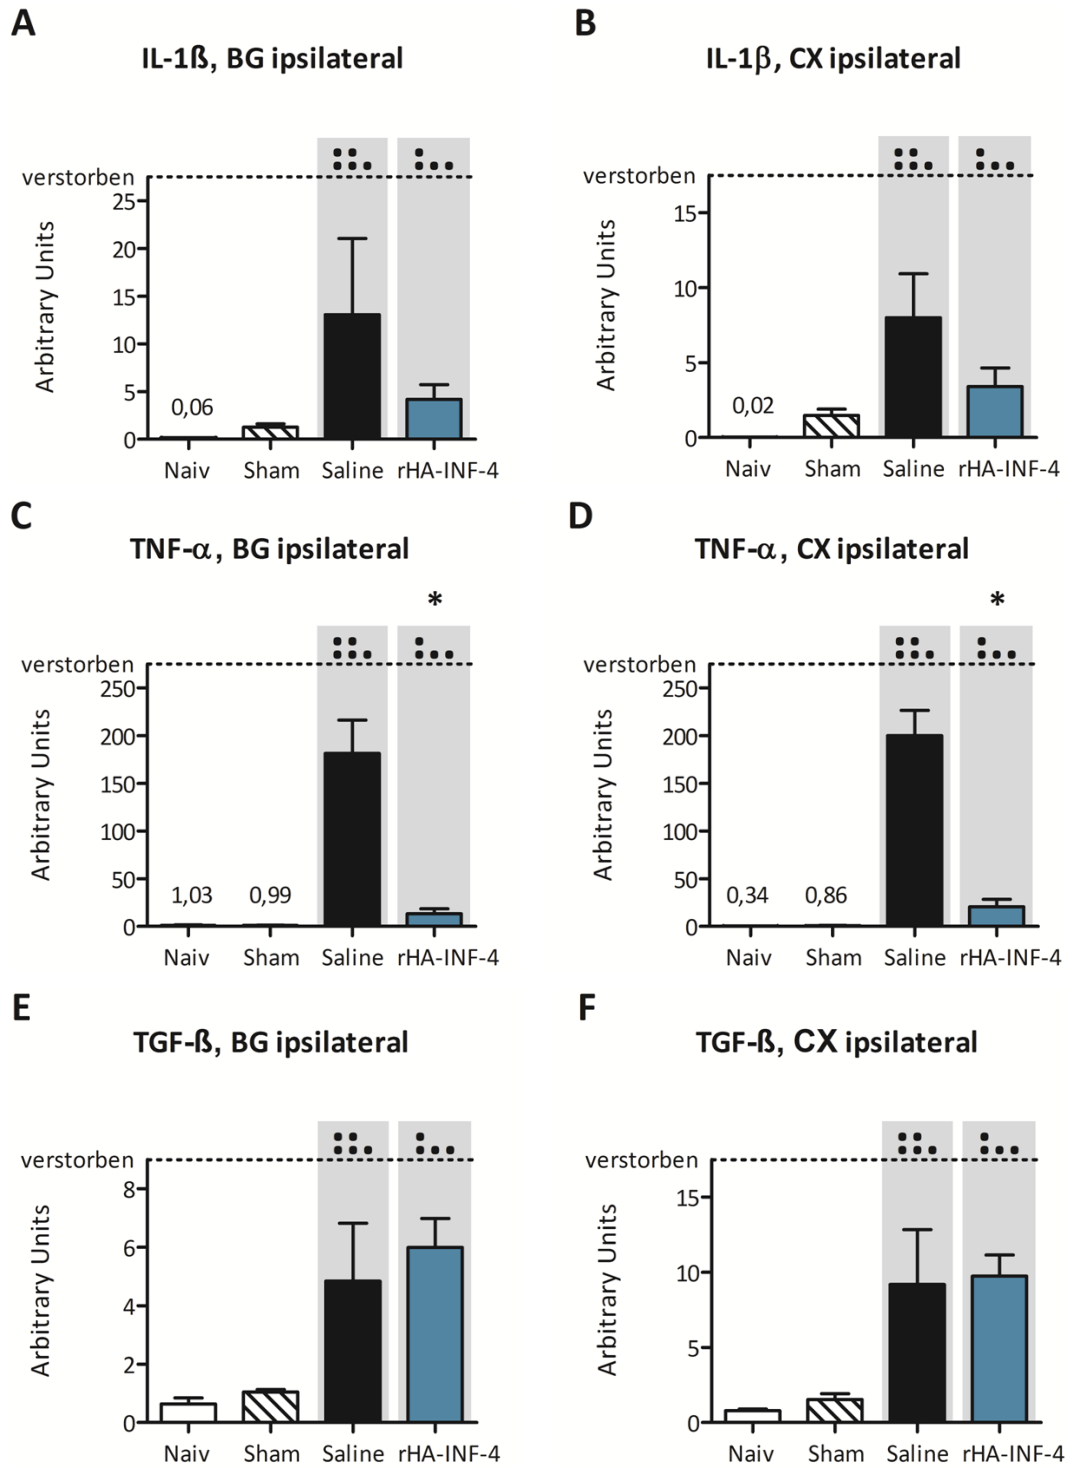 A
IL-1ß, BG ipsilateral
verstorben
Arbitrary Units
25
20
15
10
5
0
0,06
Naiv Sham Saline rHA-INF-4
B
IL-1β, CX ipsilateral
verstorben
Arbitrary Units
15
10
5
0
0,02
Naiv Sham Saline rHA-INF-4
C
TNF-α, BG ipsilateral
*
verstorben
Arbitrary Units
250
200
150
100
50
0
1,03 0,99
Naiv Sham Saline rHA-INF-4
D
TNF-α, CX ipsilateral
*
verstorben
Arbitrary Units
250
200
150
100
50
0
0,34 0,86
Naiv Sham Saline rHA-INF-4
E
TGF-ß, BG ipsilateral
verstorben
Arbitrary Units
8
6
4
2
0
Naiv Sham Saline rHA-INF-4
F
TGF-ß, CX ipsilateral
verstorben
Arbitrary Units
15
10
5
0
Naiv Sham Saline rHA-INF-4